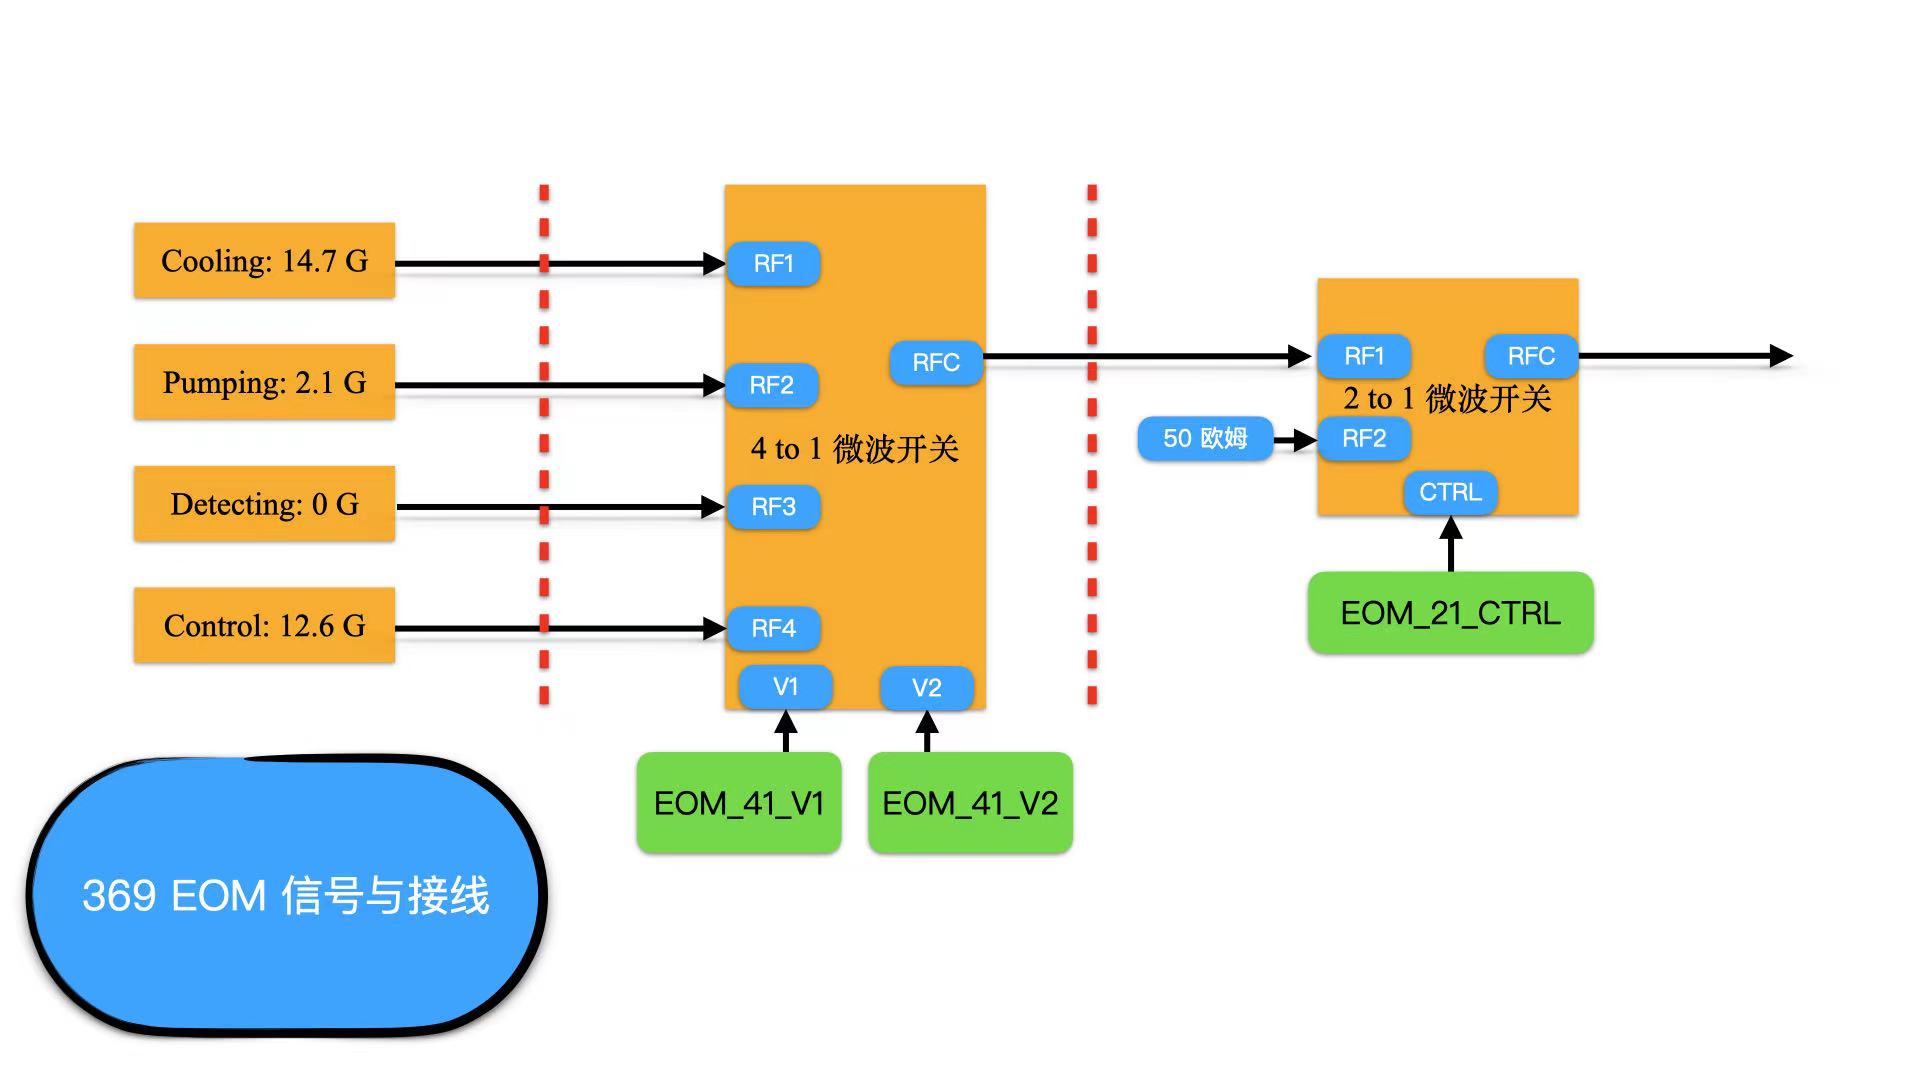 Cooling: 14.7 G
Pumping: 2.1 G
Detecting: 0 G
Control: 12.6 G
RF1
RF2
RFC
4 to 1 微波开关
RF3
RF4
V1
V2
EOM_41_V1
EOM_41_V2
RF1
RFC
2 to 1 微波开关
50 欧姆
RF2
CTRL
EOM_21_CTRL
369 EOM 信号与接线